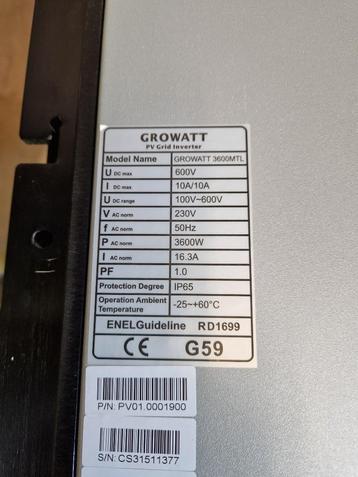 GROWATT
PV Grid Inverter
Model Name GROWATT 3600MTL
U DC max 600V
I DC max 10A/10A
U DC range 100V~600V
V AC norm 230V
f AC norm 50Hz
P AC norm 3600W
I AC norm 16.3A
PF 1.0
Protection Degree IP65
Operation Ambient Temperature -25~+60°C
ENELGuideline RD1699
CE G59
P/N: PV01.0001900
S/N: CS31511377